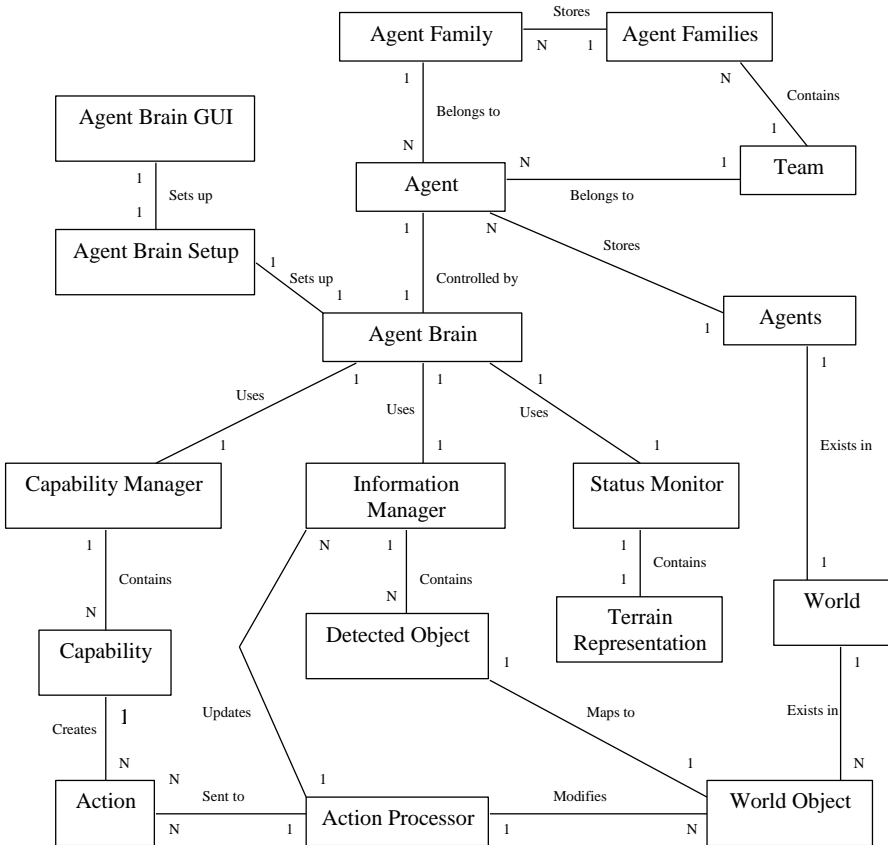 Stores
Agent Family
Agent Families
N
1
1
N
Contains
Agent Brain GUI
Belongs to
1
N
N
1
Team
1
Agent
Sets up
Belongs to
1
Agent Brain Setup
1
N
Stores
1
Sets up
Controlled by
1
1
Agent Brain
1
Agents
Uses
1
1
1
1
Uses
Uses
1
1
1
Exists in
Capability Manager
Information
Manager
Status Monitor
1
N
1
1
1
Contains
Contains
Contains
N
N
1
World
Capability
Detected Object
Terrain
Representation
1
1
1
Creates
Updates
Maps to
Exists in
N
N
1
1
N
Action
Sent to
Action Processor
Modifies
World Object
N
1
1
N